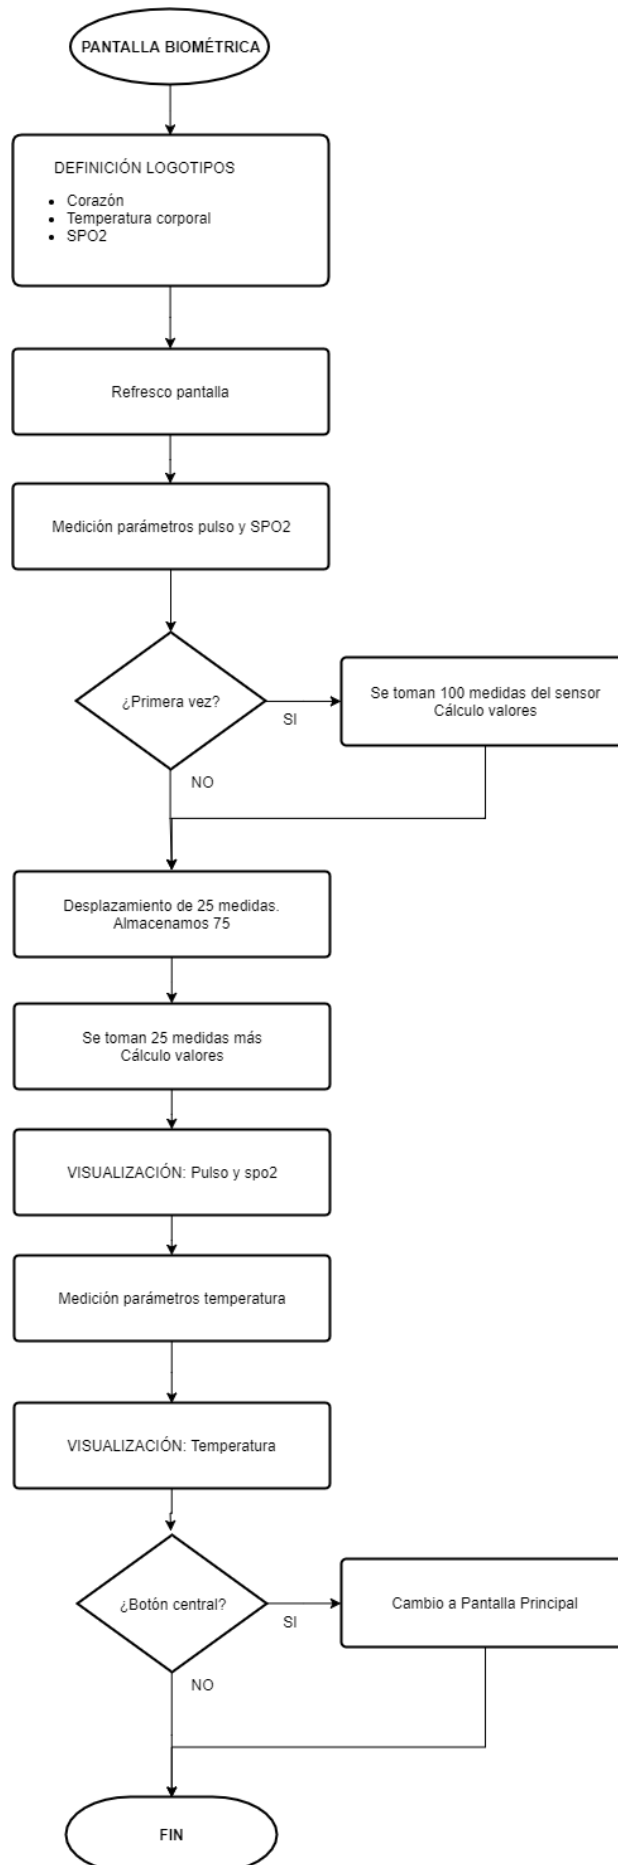 PANTALLA BIOMÉTRICA
DEFINICIÓN LOGOTIPOS
Corazón
Temperatura corporal
SPO2
Refresco pantalla
Medición parámetros pulso y SPO2
¿Primera vez?
SI
Se toman 100 medidas del sensor
Cálculo valores
NO
Desplazamiento de 25 medidas.
Almacenamos 75
Se toman 25 medidas más
Cálculo valores
VISUALIZACIÓN: Pulso y spo2
Medición parámetros temperatura
VISUALIZACIÓN: Temperatura
¿Botón central?
SI
Cambio a Pantalla Principal
NO
FIN